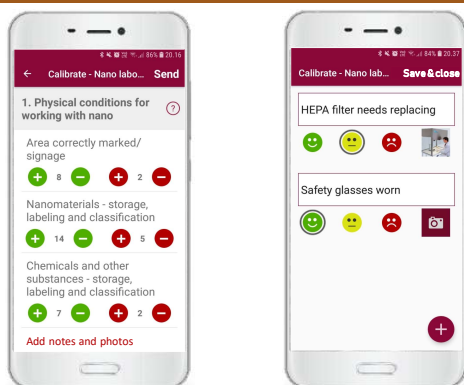 86% 20.16
← Calibrate - Nano labo... Send
1. Physical conditions for
working with nano
?
Area correctly marked/
signage
+ 8 − + 2 −
Nanomaterials - storage,
labeling and classification
+ 14 − + 5 −
Chemicals and other
substances - storage,
labeling and classification
+ 7 − + 2 −
Add notes and photos
84% 20.37
Calibrate - Nano lab... Save&close
HEPA filter needs replacing
Safety glasses worn
+